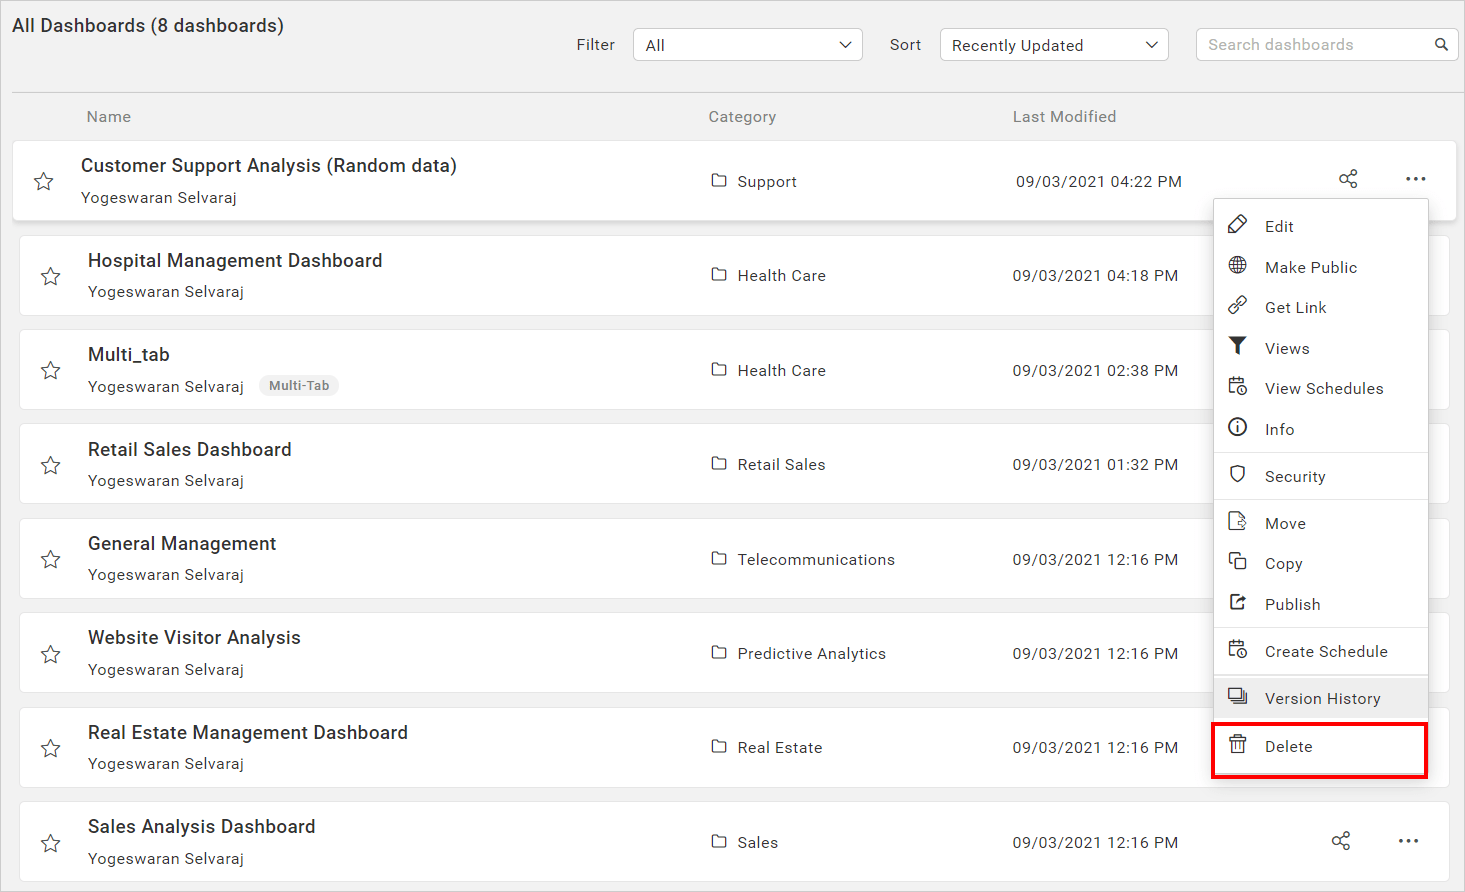 All Dashboards (8 dashboards)
Filter
All
Sort
Recently Updated
Search dashboards
Name
Category
Last Modified
Customer Support Analysis (Random data)
Yogeswaran Selvaraj
Support
09/03/2021 04:22 PM
Hospital Management Dashboard
Yogeswaran Selvaraj
Health Care
09/03/2021 04:18 PM
Multi_tab
Yogeswaran Selvaraj
Multi-Tab
Health Care
09/03/2021 02:38 PM
Retail Sales Dashboard
Yogeswaran Selvaraj
Retail Sales
09/03/2021 01:32 PM
General Management
Yogeswaran Selvaraj
Telecommunications
09/03/2021 12:16 PM
Website Visitor Analysis
Yogeswaran Selvaraj
Predictive Analytics
09/03/2021 12:16 PM
Real Estate Management Dashboard
Yogeswaran Selvaraj
Real Estate
09/03/2021 12:16 PM
Sales Analysis Dashboard
Yogeswaran Selvaraj
Sales
09/03/2021 12:16 PM
Edit
Make Public
Get Link
Views
View Schedules
Info
Security
Move
Copy
Publish
Create Schedule
Version History
Delete